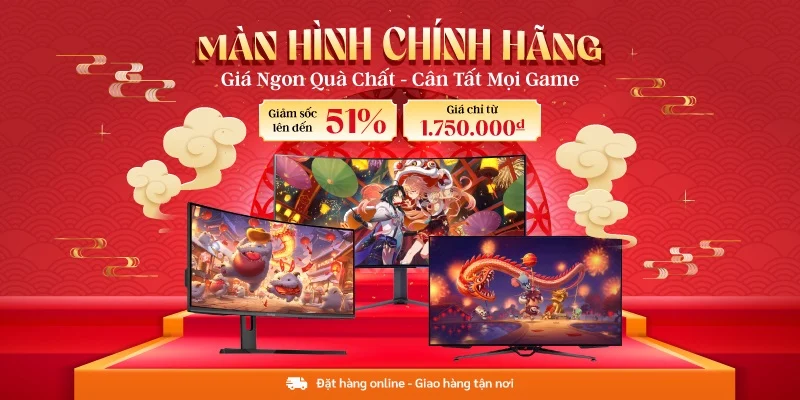 MÀN HÌNH CHÍNH HÃNG
Giá Ngon Quà Chất - Cân Tất Mọi Game
Giảm sốc
lên đến
51%
Giá chỉ từ
1.750.000đ
Đặt hàng online - Giao hàng tận nơi